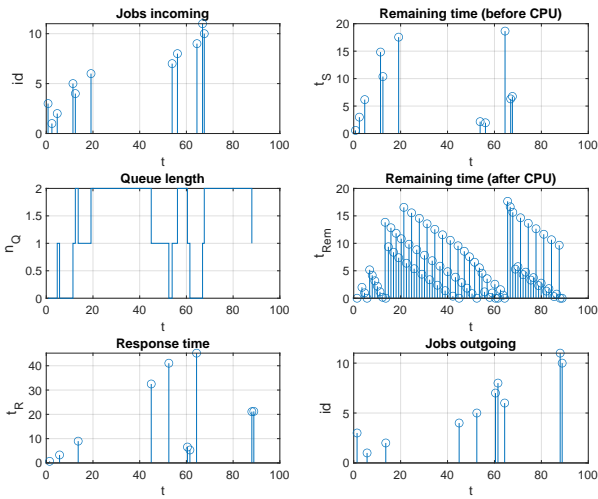 Jobs incoming
id
10
5
0
0 20 40 60 80 100
t
Remaining time (before CPU)
t_S
20
15
10
5
0
0 20 40 60 80 100
t
Queue length
n_Q
2
1.5
1
0.5
0
0 20 40 60 80 100
t
Remaining time (after CPU)
t_Rem
20
15
10
5
0
0 20 40 60 80 100
t
Response time
t_R
40
30
20
10
0
0 20 40 60 80 100
t
Jobs outgoing
id
10
5
0
0 20 40 60 80 100
t